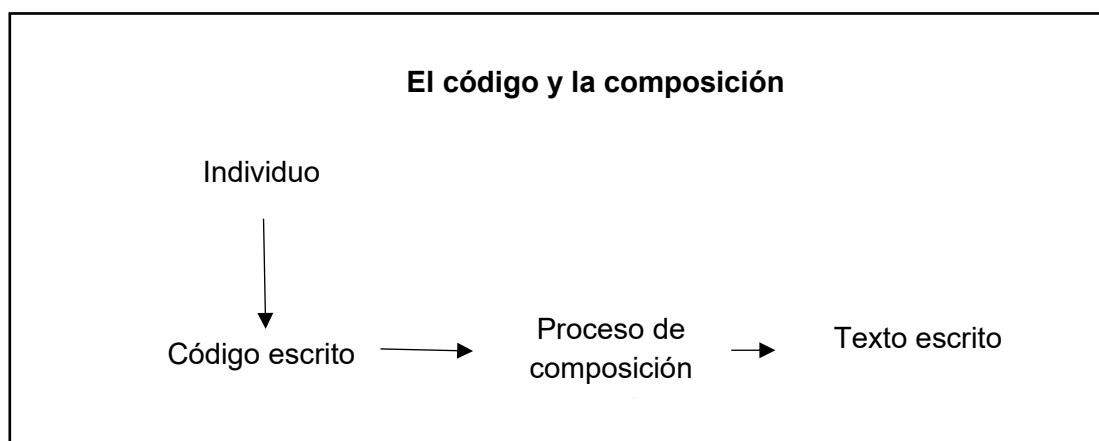 El código y la composición
Individuo
Código escrito
Proceso de
composición
Texto escrito